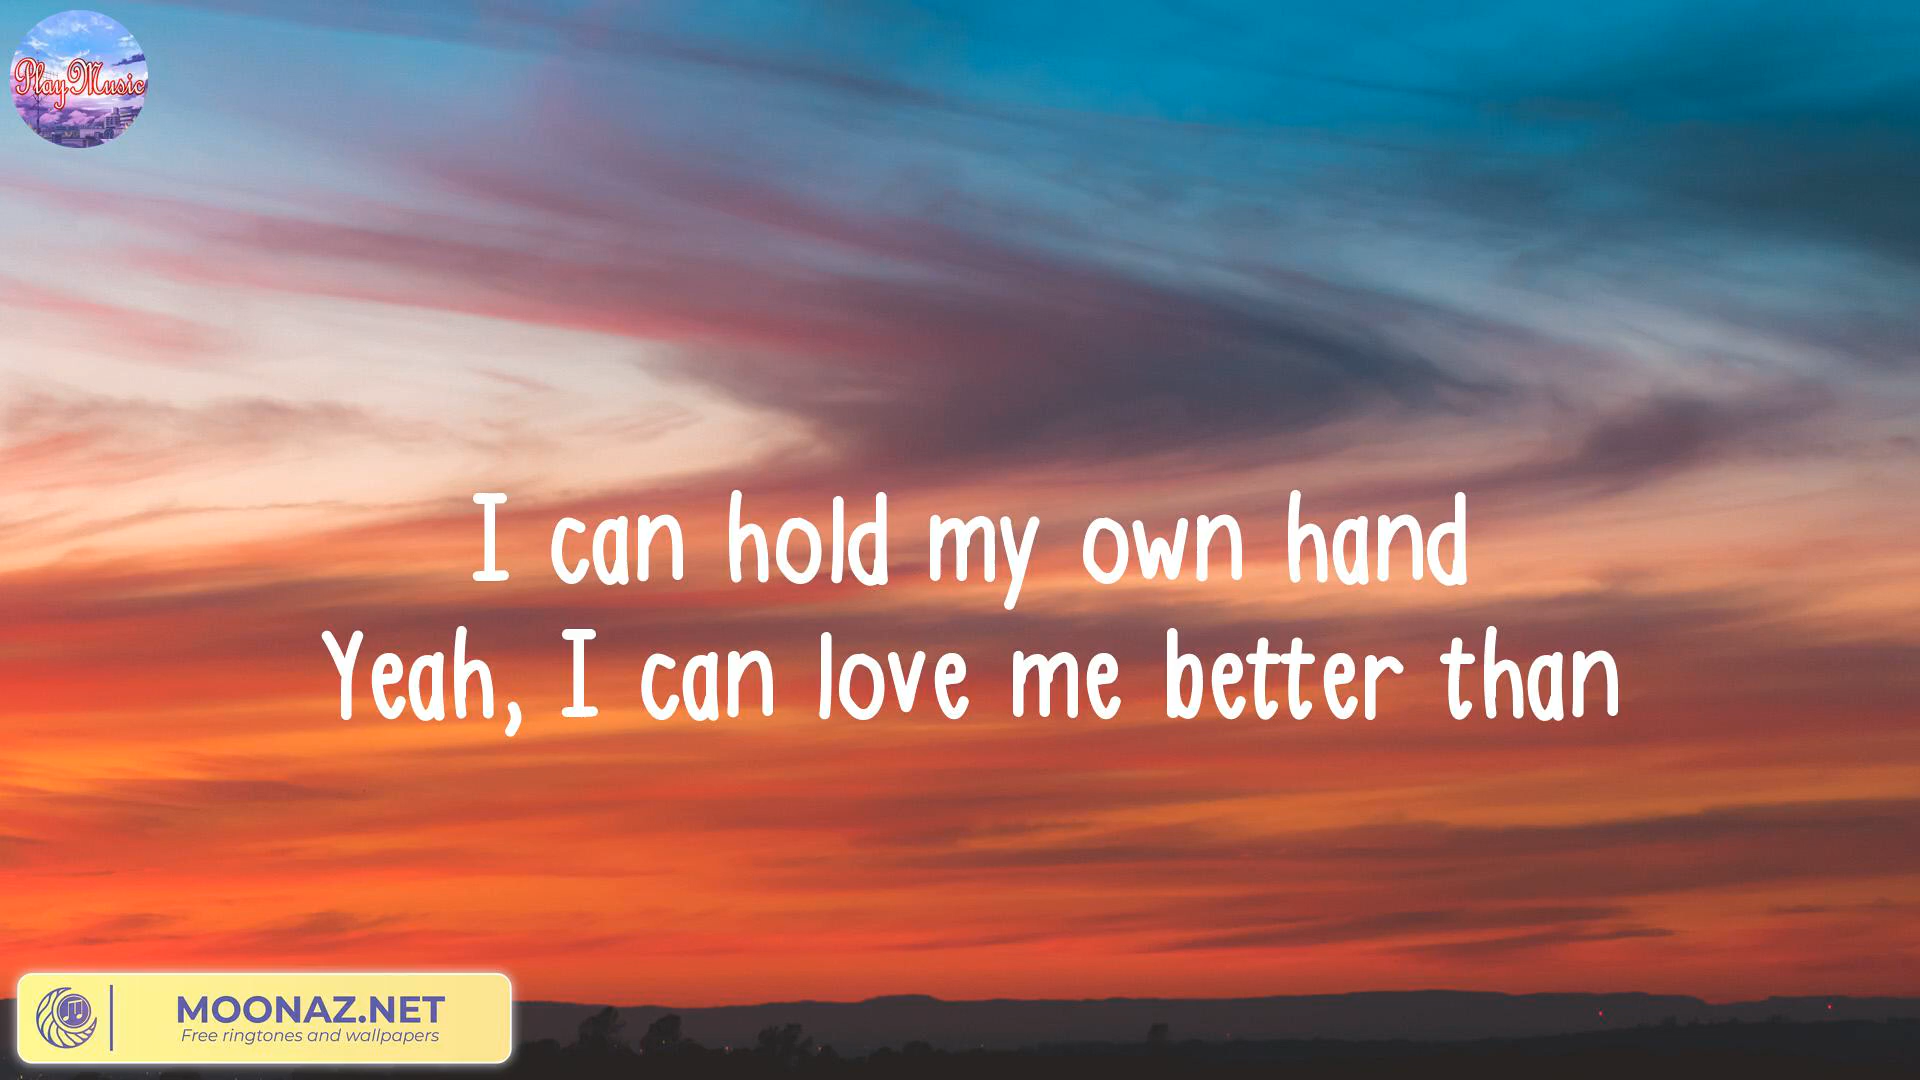 Play Music
I can hold my own hand
Yeah, I can love me better than
MOONAZ.NET
Free ringtones and wallpapers